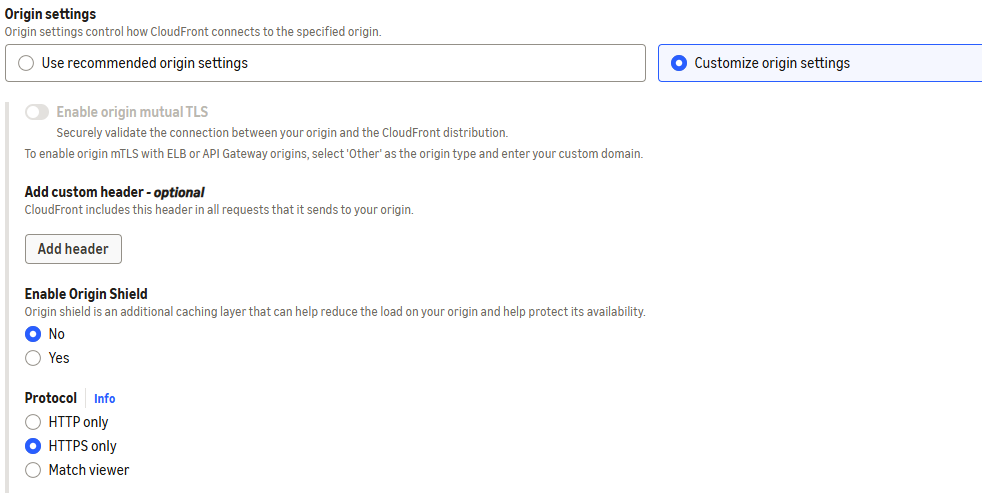 Origin settings
Origin settings control how CloudFront connects to the specified origin.
Use recommended origin settings
Customize origin settings
Enable origin mutual TLS
Securely validate the connection between your origin and the CloudFront distribution.
To enable origin mTLS with ELB or API Gateway origins, select 'Other' as the origin type and enter your custom domain.
Add custom header - optional
CloudFront includes this header in all requests that it sends to your origin.
Add header
Enable Origin Shield
Origin shield is an additional caching layer that can help reduce the load on your origin and help protect its availability.
No
Yes
Protocol Info
HTTP only
HTTPS only
Match viewer